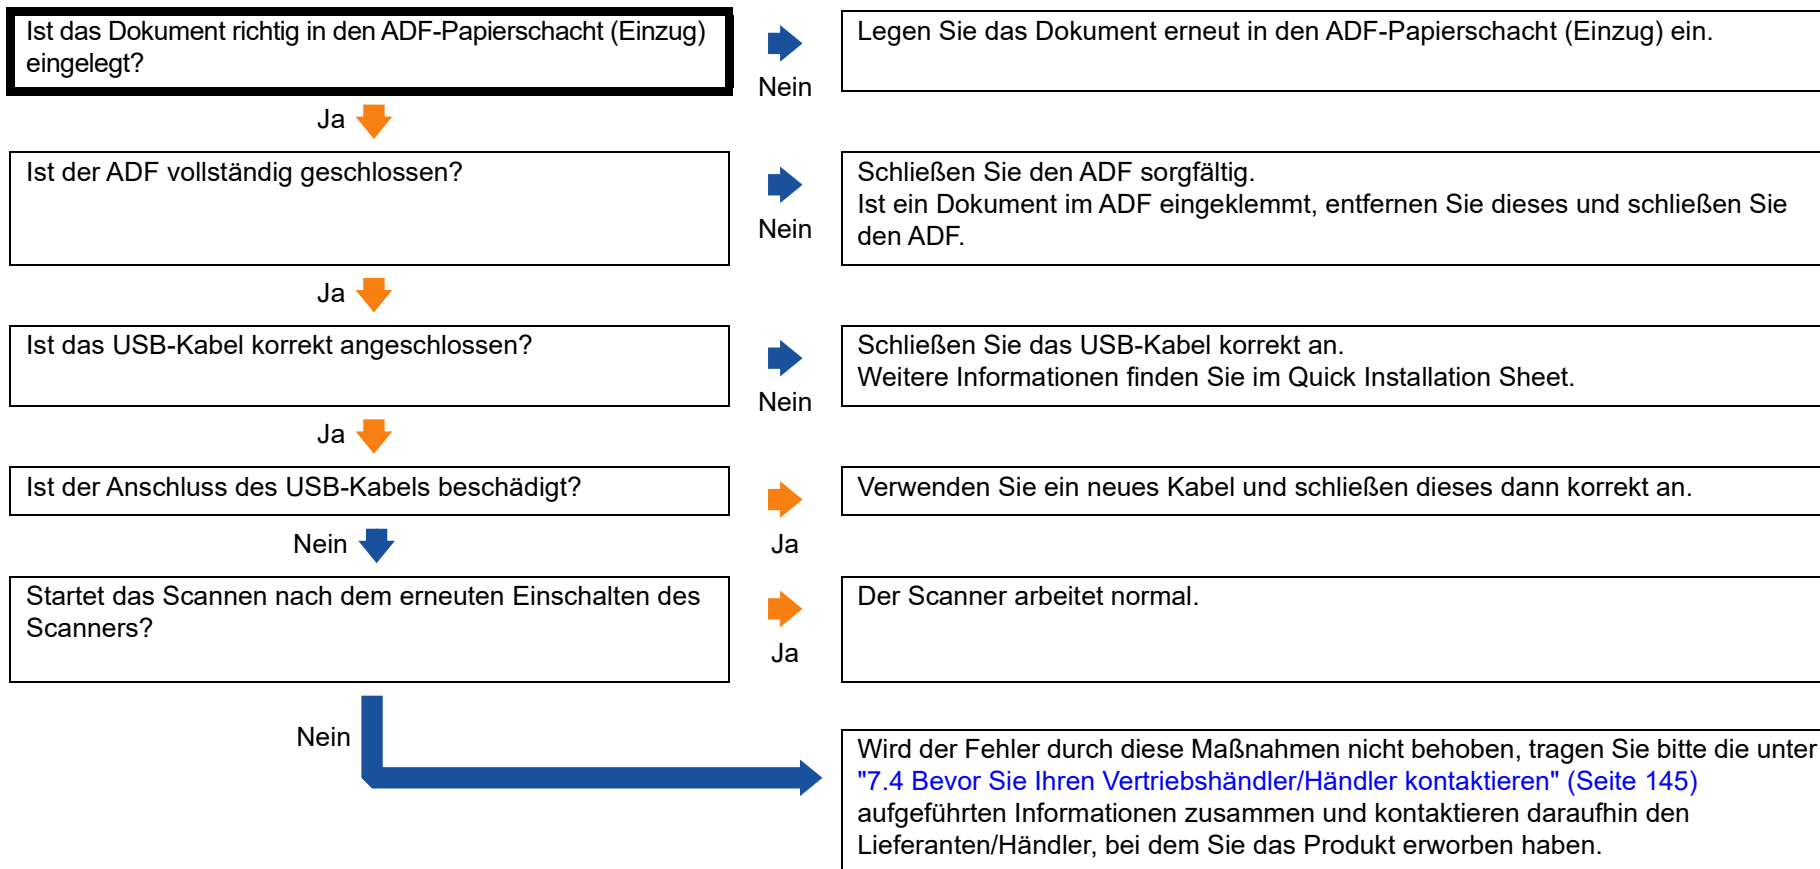 Ist das Dokument richtig in den ADF-Papierschacht (Einzug)
eingelegt?
Nein
Legen Sie das Dokument erneut in den ADF-Papierschacht (Einzug) ein.
Ja
Ist der ADF vollständig geschlossen?
Nein
Schließen Sie den ADF sorgfältig.
Ist ein Dokument im ADF eingeklemmt, entfernen Sie dieses und schließen Sie
den ADF.
Ja
Ist das USB-Kabel korrekt angeschlossen?
Nein
Schließen Sie das USB-Kabel korrekt an.
Weitere Informationen finden Sie im Quick Installation Sheet.
Ja
Ist der Anschluss des USB-Kabels beschädigt?
Ja
Verwenden Sie ein neues Kabel und schließen dieses dann korrekt an.
Nein
Startet das Scannen nach dem erneuten Einschalten des
Scanners?
Ja
Der Scanner arbeitet normal.
Nein
Wird der Fehler durch diese Maßnahmen nicht behoben, tragen Sie bitte die unter
"7.4 Bevor Sie Ihren Vertriebshändler/Händler kontaktieren" (Seite 145)
aufgeführten Informationen zusammen und kontaktieren daraufhin den
Lieferanten/Händler, bei dem Sie das Produkt erworben haben.